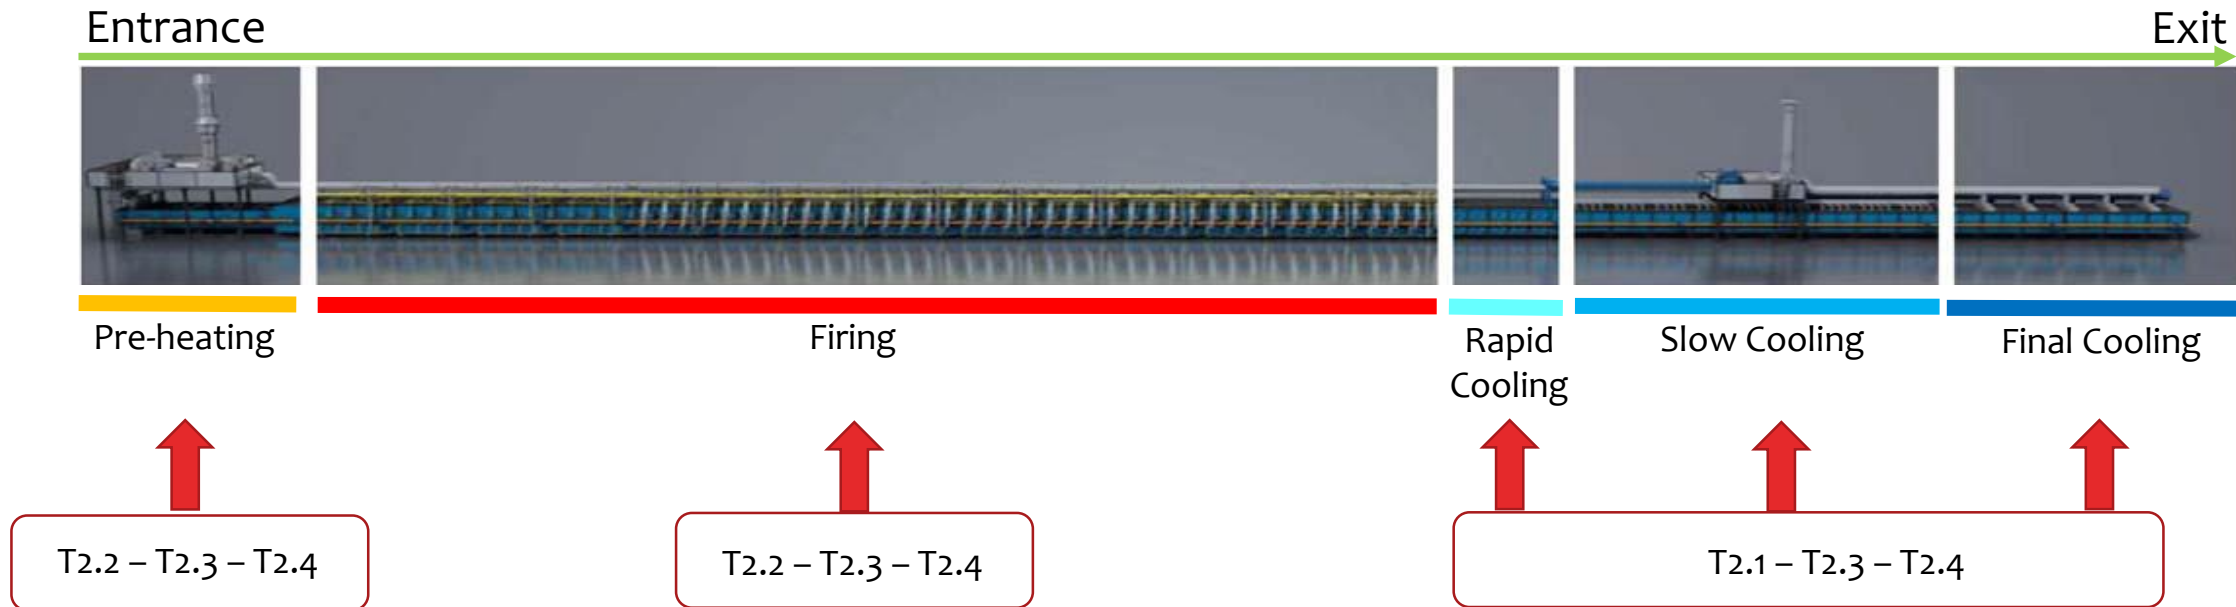 Entrance
Exit
Pre-heating
Firing
Rapid
Cooling
Slow Cooling
Final Cooling
T2.2 – T2.3 – T2.4
T2.2 – T2.3 – T2.4
T2.1 – T2.3 – T2.4